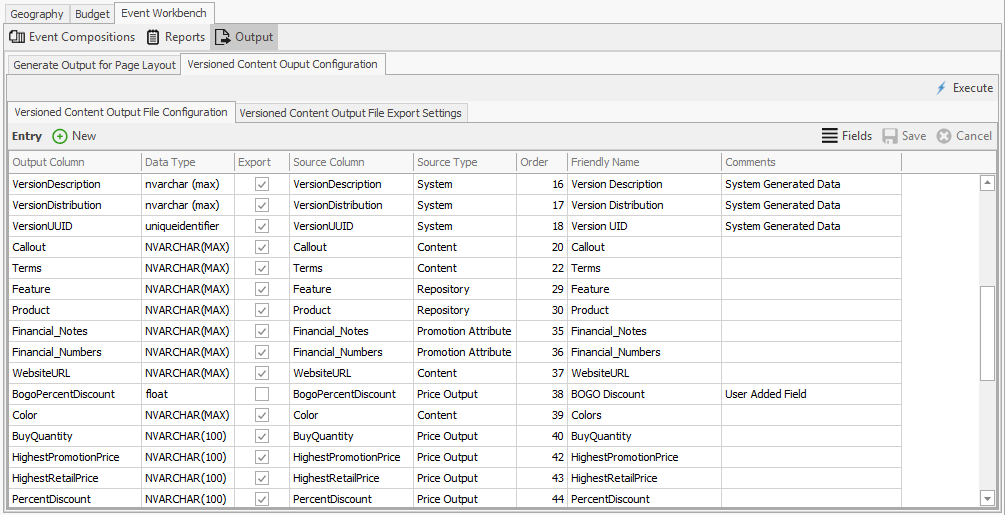 Geography Budget Event Workbench
Event Compositions Reports Output
Generate Output for Page Layout Versioned Content Ouput Configuration
Execute
Versioned Content Output File Configuration Versioned Content Output File Export Settings
Entry New Fields Save Cancel
Output Column Data Type Export Source Column Source Type Order Friendly Name Comments
VersionDescription nvarchar (max) VersionDescription System 16 Version Description System Generated Data
VersionDistribution nvarchar (max) VersionDistribution System 17 Version Distribution System Generated Data
VersionUUID uniqueidentifier VersionUUID System 18 Version UID System Generated Data
Callout NVARCHAR(MAX) Callout Content 20 Callout
Terms NVARCHAR(MAX) Terms Content 22 Terms
Feature NVARCHAR(MAX) Feature Repository 29 Feature
Product NVARCHAR(MAX) Product Repository 30 Product
Financial_Notes NVARCHAR(MAX) Financial_Notes Promotion Attribute 35 Financial_Notes
Financial_Numbers NVARCHAR(MAX) Financial_Numbers Promotion Attribute 36 Financial_Numbers
WebsiteURL NVARCHAR(MAX) WebsiteURL Content 37 WebsiteURL
BogoPercentDiscount float BogoPercentDiscount Price Output 38 BOGO Discount User Added Field
Color NVARCHAR(MAX) Color Content 39 Colors
BuyQuantity NVARCHAR(100) BuyQuantity Price Output 40 BuyQuantity
HighestPromotionPrice NVARCHAR(100) HighestPromotionPrice Price Output 42 HighestPromotionPrice
HighestRetailPrice NVARCHAR(100) HighestRetailPrice Price Output 43 HighestRetailPrice
PercentDiscount NVARCHAR(100) PercentDiscount Price Output 44 PercentDiscount